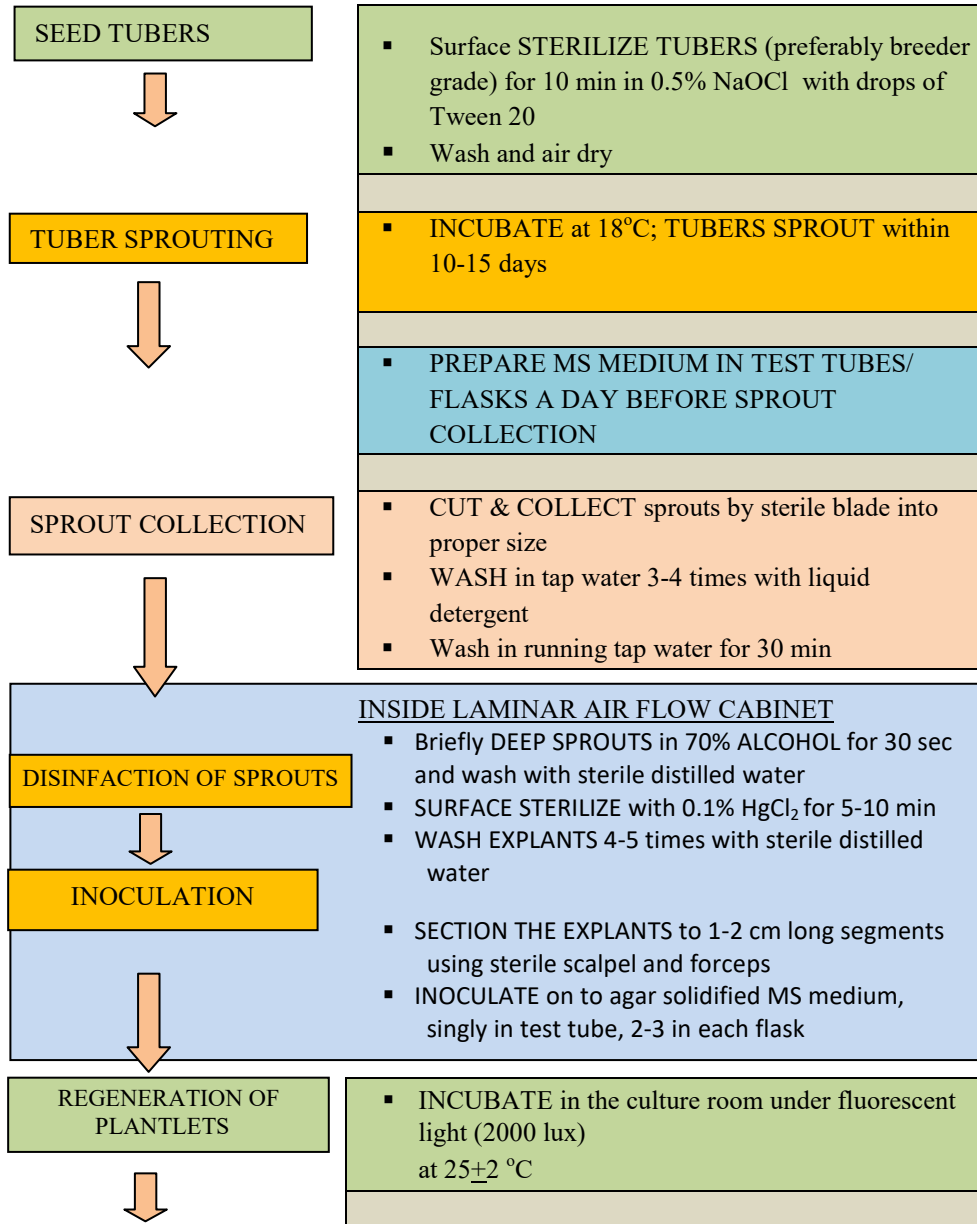 SEED TUBERS
▪ Surface STERILIZE TUBERS (preferably breeder
grade) for 10 min in 0.5% NaOCl with drops of
Tween 20
▪ Wash and air dry
TUBER SPROUTING
▪ INCUBATE at 18°C; TUBERS SPROUT within
10-15 days
▪ PREPARE MS MEDIUM IN TEST TUBES/
FLASKS A DAY BEFORE SPROUT
COLLECTION
SPROUT COLLECTION
▪ CUT & COLLECT sprouts by sterile blade into
proper size
▪ WASH in tap water 3-4 times with liquid
detergent
▪ Wash in running tap water for 30 min
INSIDE LAMINAR AIR FLOW CABINET
DISINFACTION OF SPROUTS
▪ Briefly DEEP SPROUTS in 70% ALCOHOL for 30 sec
and wash with sterile distilled water
▪ SURFACE STERILIZE with 0.1% HgCl₂ for 5-10 min
▪ WASH EXPLANTS 4-5 times with sterile distilled
water
INOCULATION
▪ SECTION THE EXPLANTS to 1-2 cm long segments
using sterile scalpel and forceps
▪ INOCULATE on to agar solidified MS medium,
singly in test tube, 2-3 in each flask
REGENERATION OF
PLANTLETS
▪ INCUBATE in the culture room under fluorescent
light (2000 lux)
at 25±2 °C